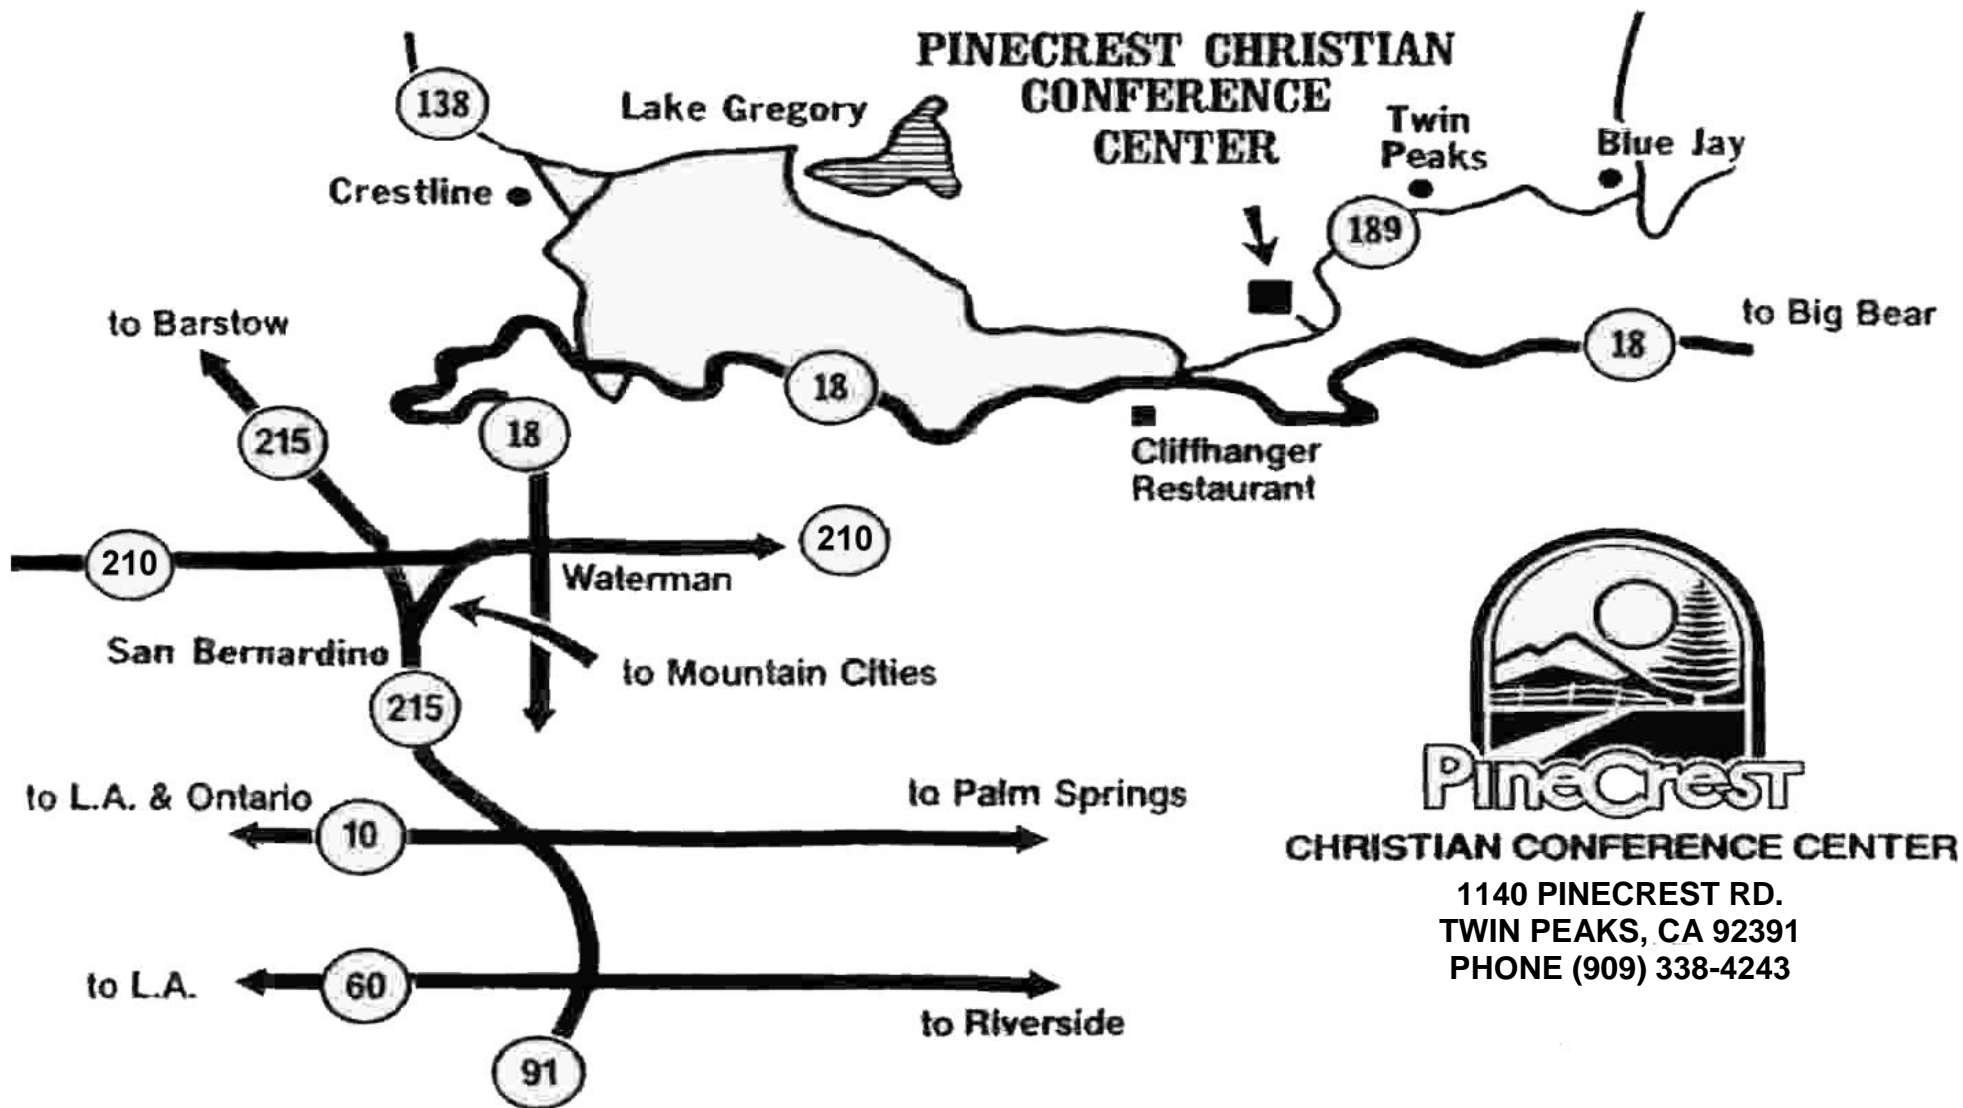 PINECREST CHRISTIAN
CONFERENCE
CENTER
138
Lake Gregory
Twin
Peaks
Blue Jay
Crestline
189
to Barstow
to Big Bear
18
18
215
18
Cliffhanger
Restaurant
210
210
Waterman
San Bernardino
to Mountain Cities
215
to L.A. & Ontario
to Palm Springs
10
PineCrest
CHRISTIAN CONFERENCE CENTER
1140 PINECREST RD.
TWIN PEAKS, CA 92391
PHONE (909) 338-4243
to L.A.
60
to Riverside
91